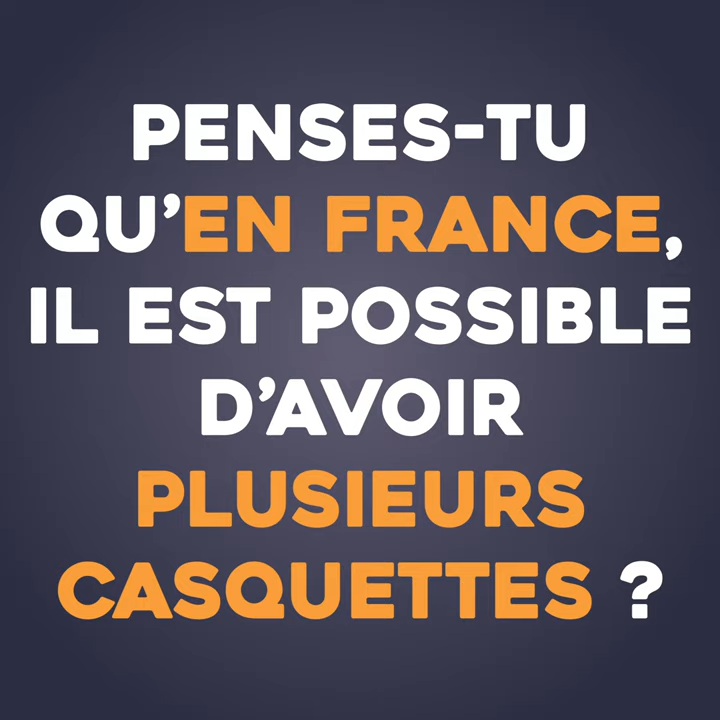 PENSES-TU
QU’EN FRANCE,
IL EST POSSIBLE
D’AVOIR
PLUSIEURS
CASQUETTES ?